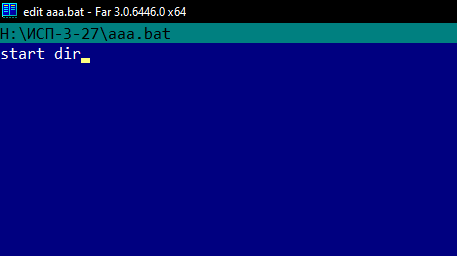 edit aaa.bat - Far 3.0.6446.0 x64
H:\ИСП-3-27\aaa.bat
start dir